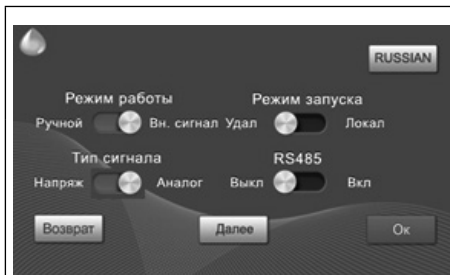 RUSSIAN
Режим работы Режим запуска
Ручной Вн. сигнал Удал Локал
Тип сигнала RS485
Напряж Аналог Выкл Вкл
Возврат Далее Ок